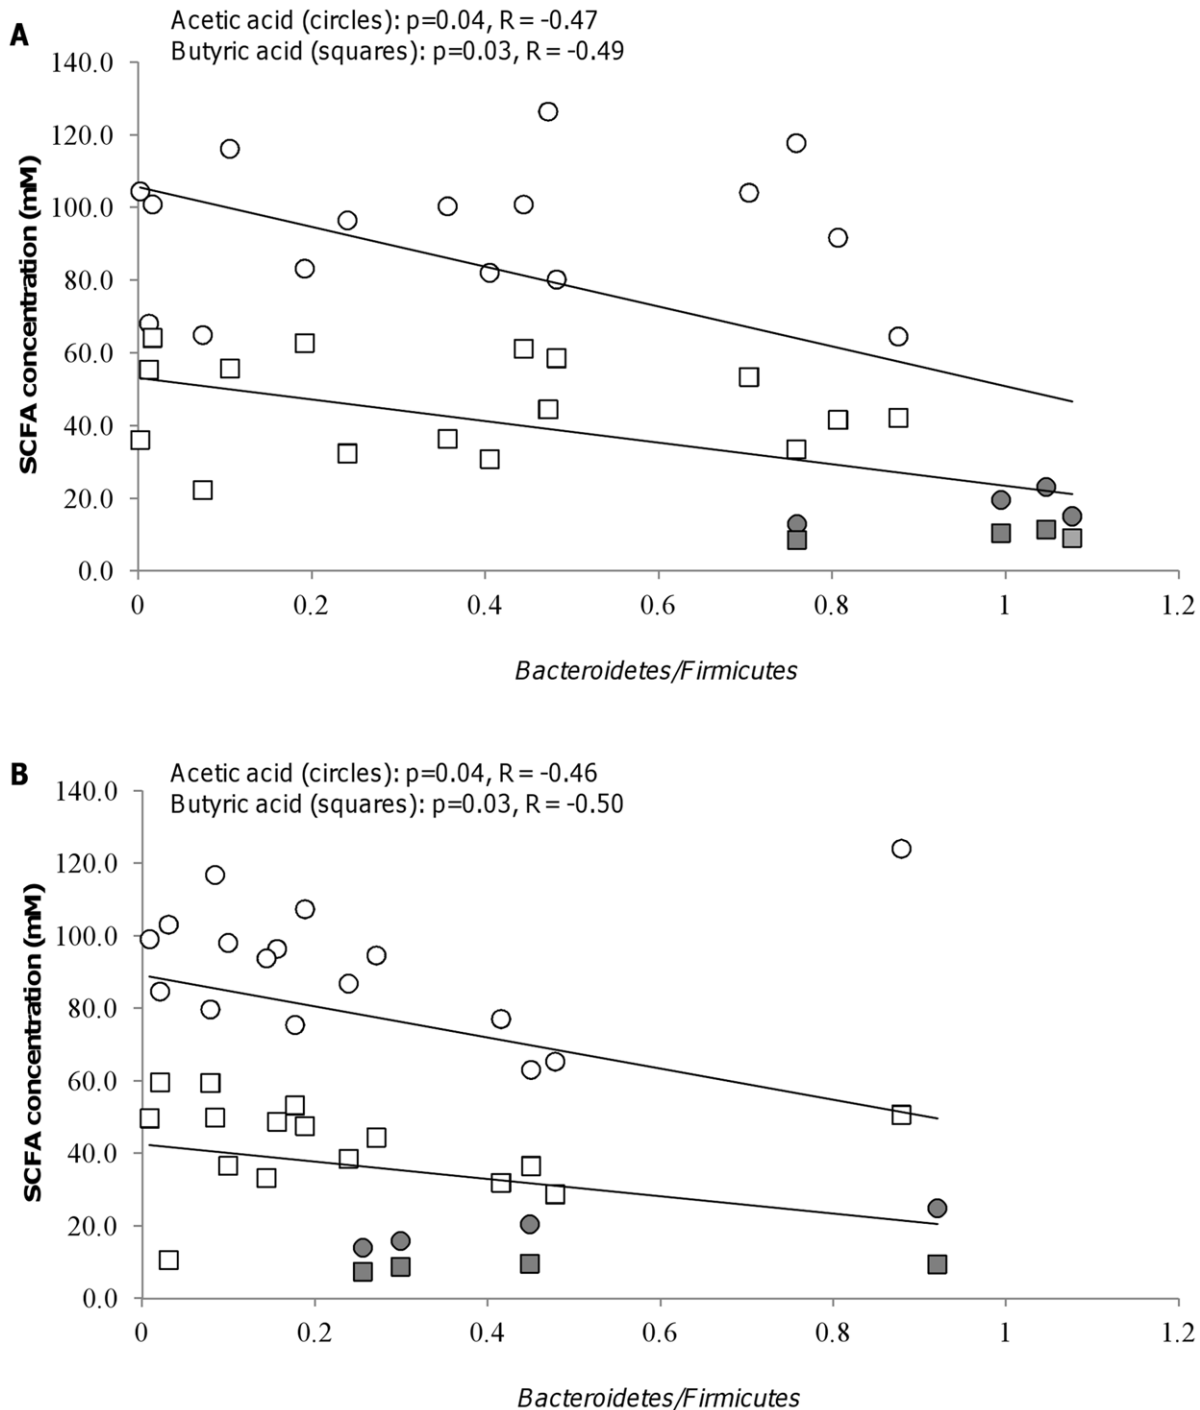 A
Acetic acid (circles): p=0.04, R = -0.47
Butyric acid (squares): p=0.03, R = -0.49
140.0
120.0
100.0
80.0
60.0
40.0
20.0
0.0
SCFA concentration (mM)
0 0.2 0.4 0.6 0.8 1 1.2
Bacteroidetes/Firmicutes
B
Acetic acid (circles): p=0.04, R = -0.46
Butyric acid (squares): p=0.03, R = -0.50
140.0
120.0
100.0
80.0
60.0
40.0
20.0
0.0
SCFA concentration (mM)
0 0.2 0.4 0.6 0.8 1 1.2
Bacteroidetes/Firmicutes